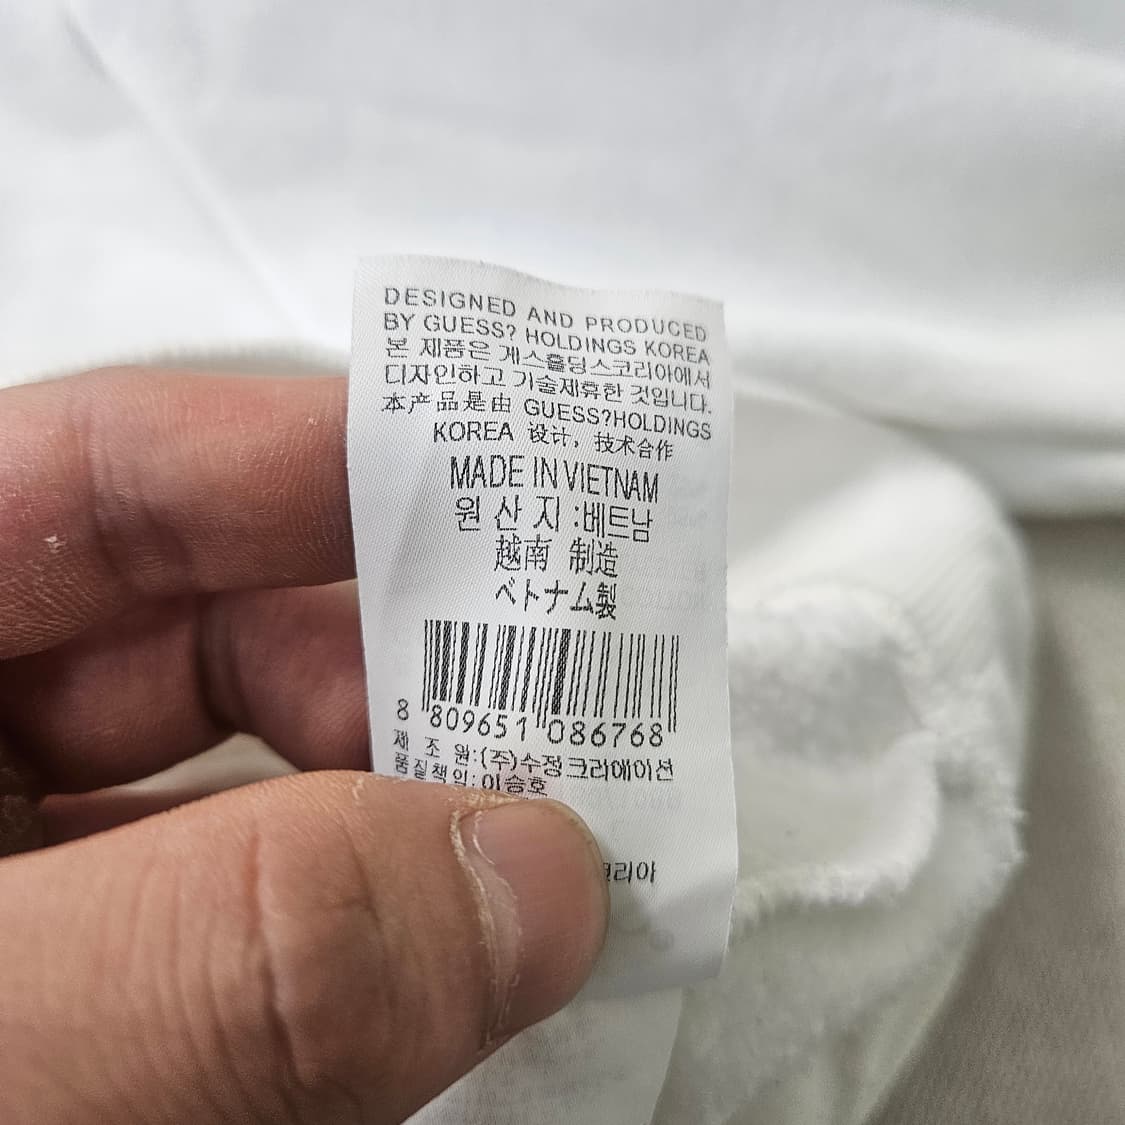 DESIGNED AND PRODUCED
BY GUESS? HOLDINGS KOREA
본 제품은 게스홀딩스코리아에서
디자인하고 기술제휴한 것입니다.
本产品是由 GUESS?HOLDINGS
KOREA 设计, 技术合作
MADE IN VIETNAM
원 산 지 :베트남
越南 制造
ベトナム製
8 809651 086768
제 조 원:(주)수정크리에이션
품질책임:이승호
코리아